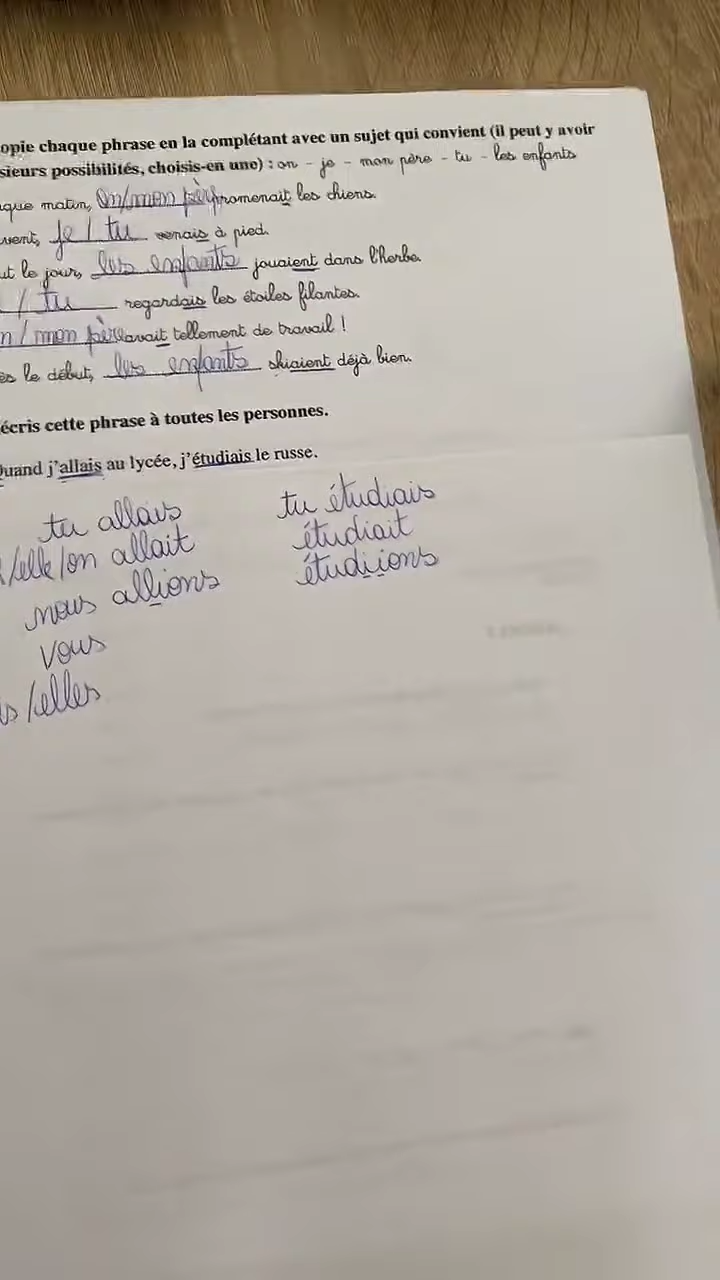 opie chaque phrase en la complétant avec un sujet qui convient (il peut y avoir
sieurs possibilités, choisis-en une) : on - je - mon père - tu - les enfants
que matin, on/mon père promenait les chiens.
vent, je / tu venais à pied.
ut le jour, les enfants jouaient dans l'herbe.
/ tu regardais les étoiles filantes.
n / mon père avait tellement de travail !
ès le début, les enfants skiaient déjà bien.
écris cette phrase à toutes les personnes.
Quand j'allais au lycée, j'étudiais le russe.
tu allais tu étudiais
/elle/on allait étudiait
nous allions étudiions
vous
s/elles